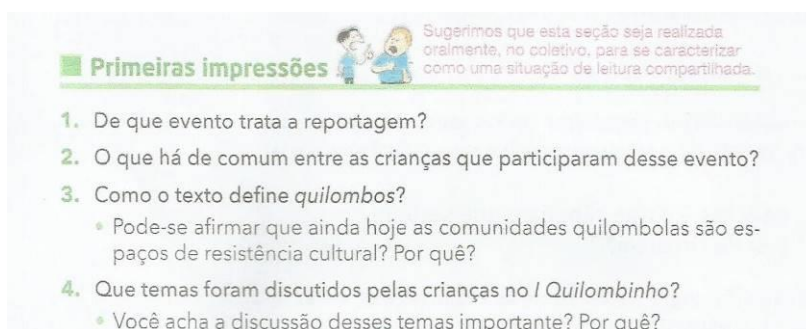 Sugerimos que esta seção seja realizada
oralmente, no coletivo, para se caracterizar
como uma situação de leitura compartilhada.
Primeiras impressões
1. De que evento trata a reportagem?
2. O que há de comum entre as crianças que participaram desse evento?
3. Como o texto define quilombos?
• Pode-se afirmar que ainda hoje as comunidades quilombolas são es-
paços de resistência cultural? Por quê?
4. Que temas foram discutidos pelas crianças no I Quilombinho?
• Você acha a discussão desses temas importante? Por quê?